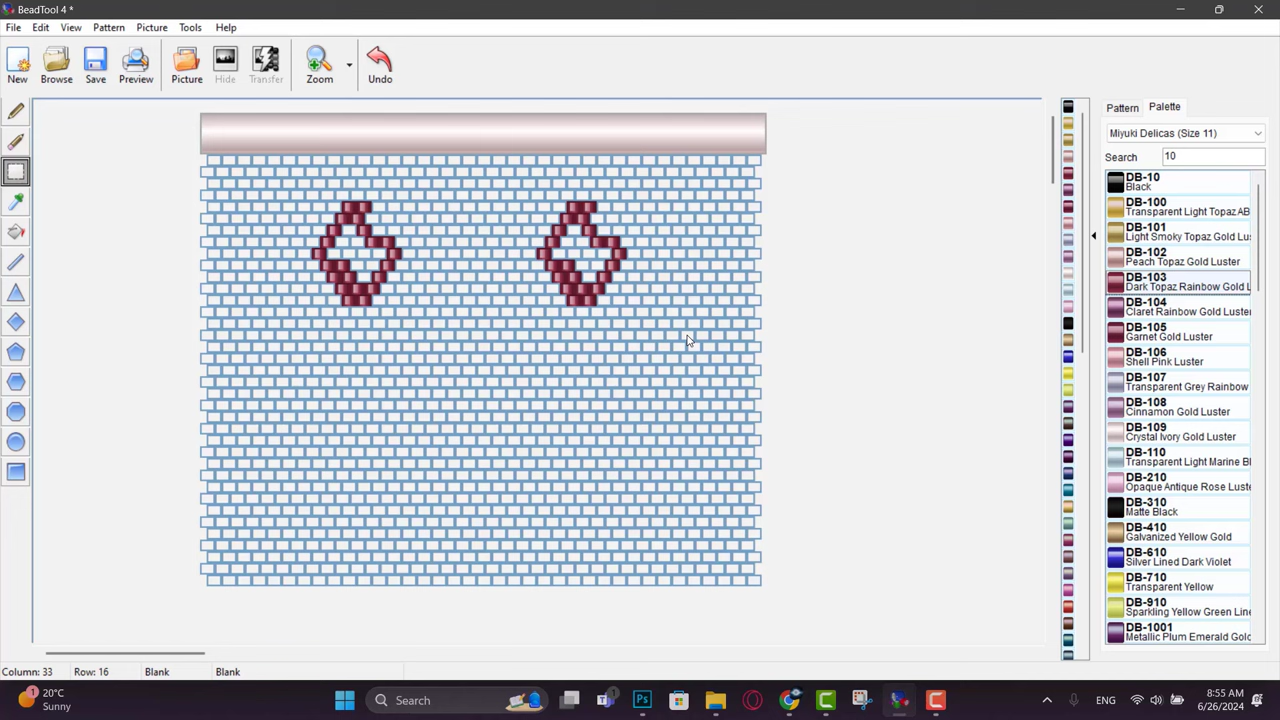 BeadTool 4 *
File Edit View Pattern Picture Tools Help
New Browse Save Preview Picture Hide Transfer Zoom Undo
Pattern Palette
Miyuki Delicas (Size 11)
Search 10
DB-10
Black
DB-100
Transparent Light Topaz AB
DB-101
Light Smoky Topaz Gold Lus
DB-102
Peach Topaz Gold Luster
DB-103
Dark Topaz Rainbow Gold L
DB-104
Claret Rainbow Gold Luster
DB-105
Garnet Gold Luster
DB-106
Shell Pink Luster
DB-107
Transparent Grey Rainbow
DB-108
Cinnamon Gold Luster
DB-109
Crystal Ivory Gold Luster
DB-110
Transparent Light Marine Bl
DB-210
Opaque Antique Rose Luste
DB-310
Matte Black
DB-410
Galvanized Yellow Gold
DB-610
Silver Lined Dark Violet
DB-710
Transparent Yellow
DB-910
Sparkling Yellow Green Line
DB-1001
Metallic Plum Emerald Gold
Column: 33 Row: 16 Blank Blank
1 20°C
Sunny
Search
Ps
1
ENG
8:55 AM
6/26/2024